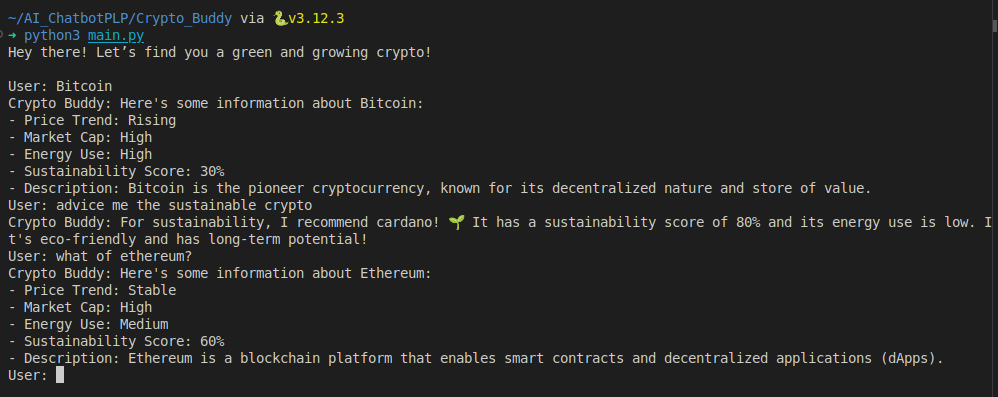 ~/AI_ChatbotPLP/Crypto_Buddy via 🐍v3.12.3
➜ python3 main.py
Hey there! Let’s find you a green and growing crypto!
User: Bitcoin
Crypto Buddy: Here's some information about Bitcoin:
- Price Trend: Rising
- Market Cap: High
- Energy Use: High
- Sustainability Score: 30%
- Description: Bitcoin is the pioneer cryptocurrency, known for its decentralized nature and store of value.
User: advice me the sustainable crypto
Crypto Buddy: For sustainability, I recommend cardano! 🌱 It has a sustainability score of 80% and its energy use is low. I
t's eco-friendly and has long-term potential!
User: what of ethereum?
Crypto Buddy: Here's some information about Ethereum:
- Price Trend: Stable
- Market Cap: High
- Energy Use: Medium
- Sustainability Score: 60%
- Description: Ethereum is a blockchain platform that enables smart contracts and decentralized applications (dApps).
User: